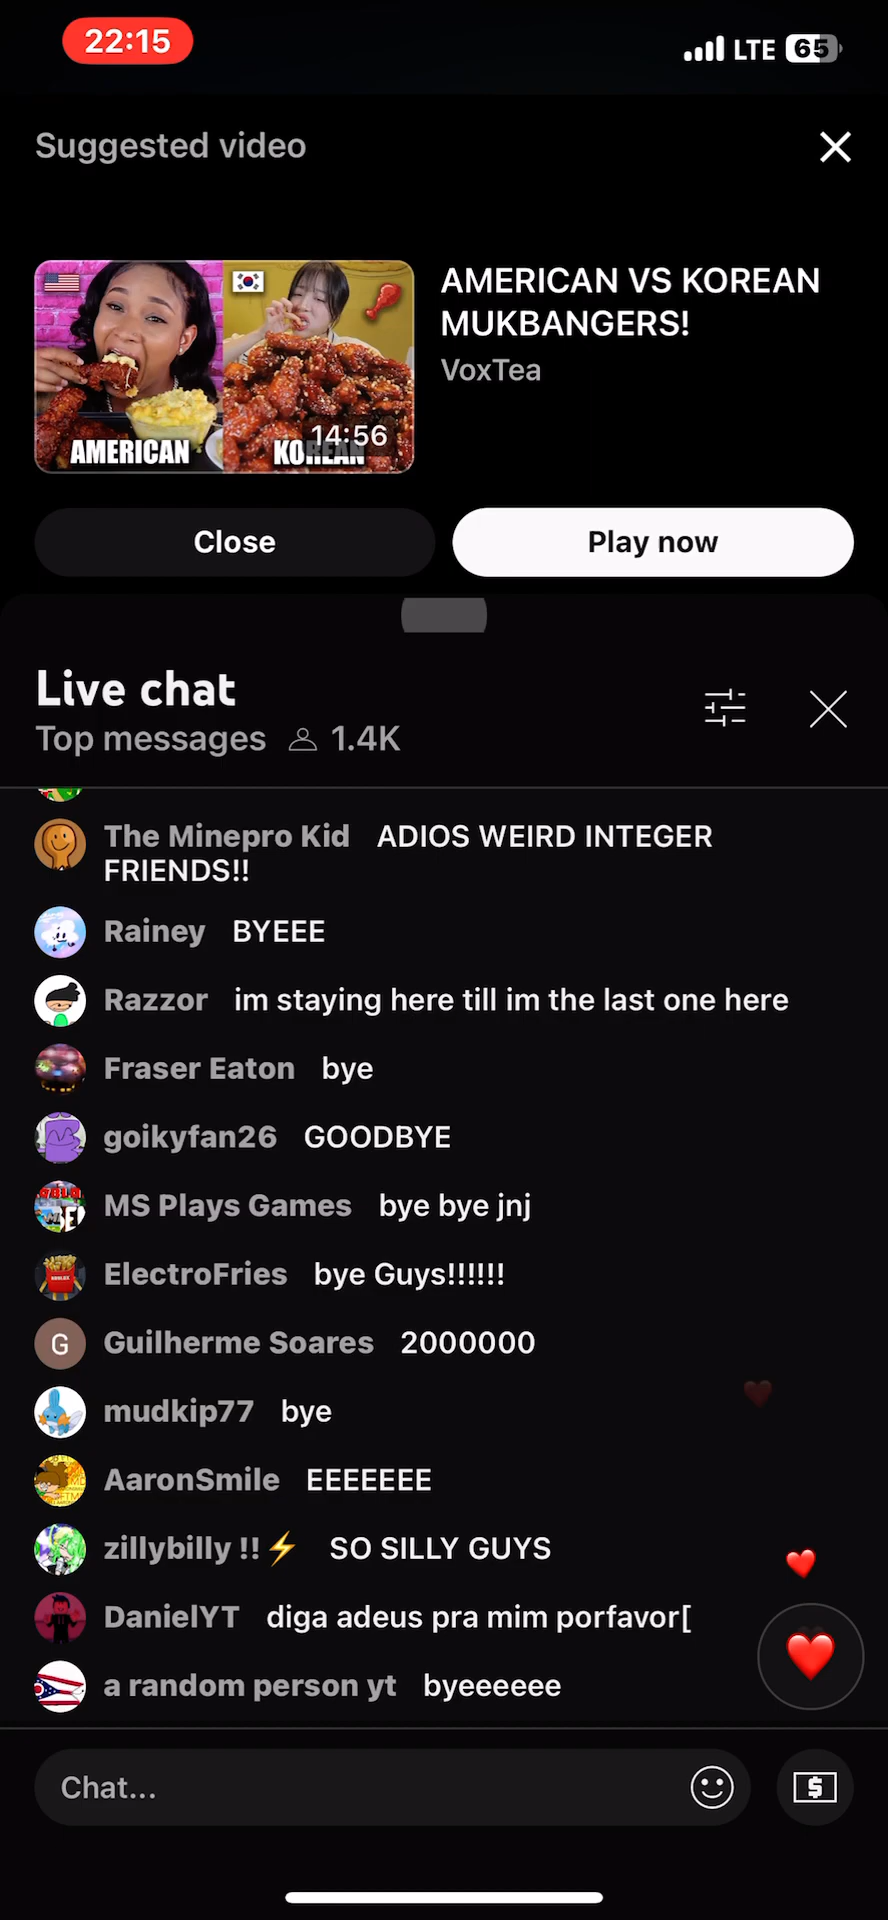 22:15 LTE 65
Suggested video
AMERICAN VS KOREAN
MUKBANGERS!
VoxTea
14:56
AMERICAN KOREAN
Close Play now
Live chat
Top messages 1.4K
The Minepro Kid ADIOS WEIRD INTEGER
FRIENDS!!
Rainey BYEEE
Razzor im staying here till im the last one here
Fraser Eaton bye
goikyfan26 GOODBYE
MS Plays Games bye bye jnj
ElectroFries bye Guys!!!!!!
G Guilherme Soares 2000000
mudkip77 bye
AaronSmile EEEEEEE
zillybilly !!⚡ SO SILLY GUYS
DanielYT diga adeus pra mim porfavor[
a random person yt byeeeeee
Chat...